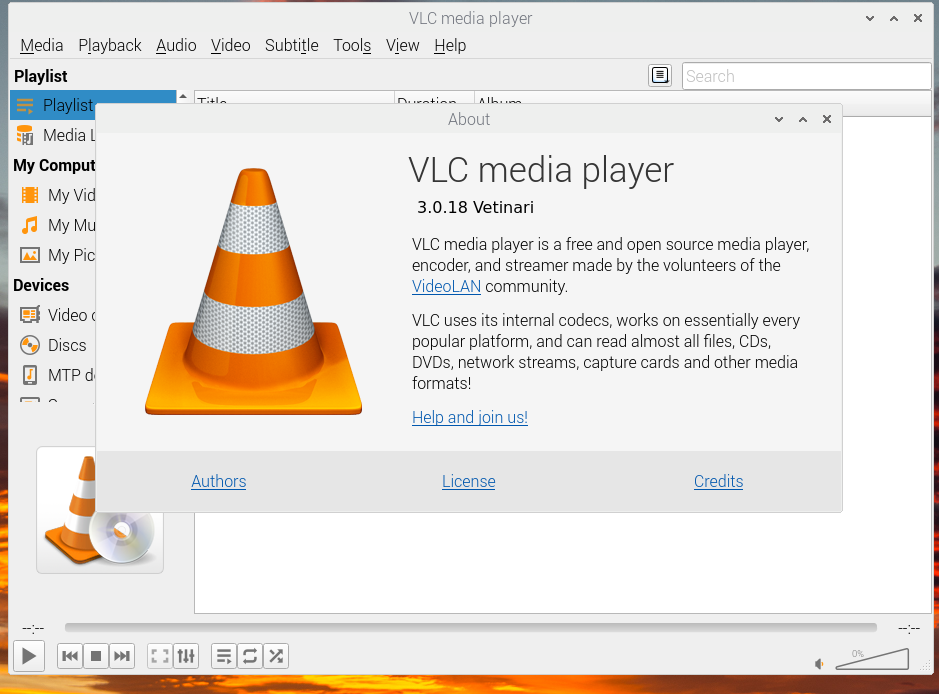 VLC media player
Media Playback Audio Video Subtitle Tools View Help
Playlist
Search
Playlist
Title Duration Album
About
Media L
My Comput
My Vid
My Mu
My Pic
Devices
Video
Discs
MTP d
VLC media player
3.0.18 Vetinari
VLC media player is a free and open source media player,
encoder, and streamer made by the volunteers of the
VideoLAN community.
VLC uses its internal codecs, works on essentially every
popular platform, and can read almost all files, CDs,
DVDs, network streams, capture cards and other media
formats!
Help and join us!
Authors License Credits
--:-- --:--
0%